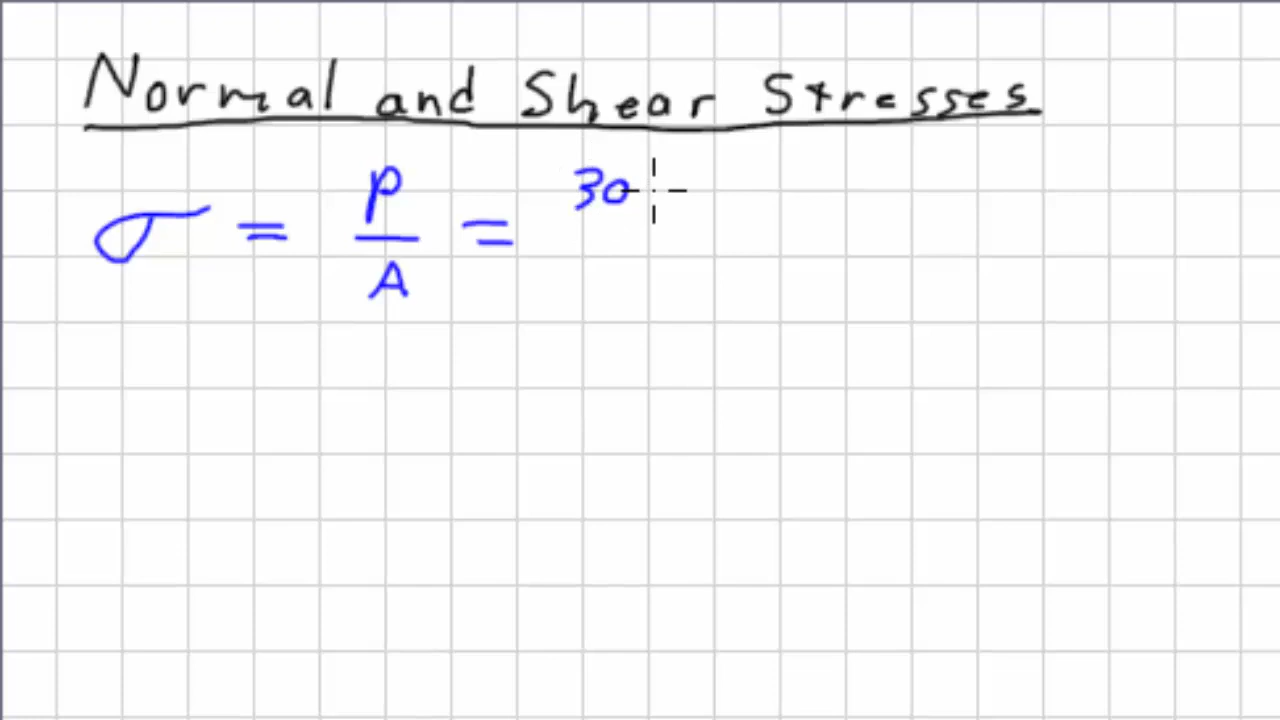 Normal and Shear Stresses
σ = P/A = 30